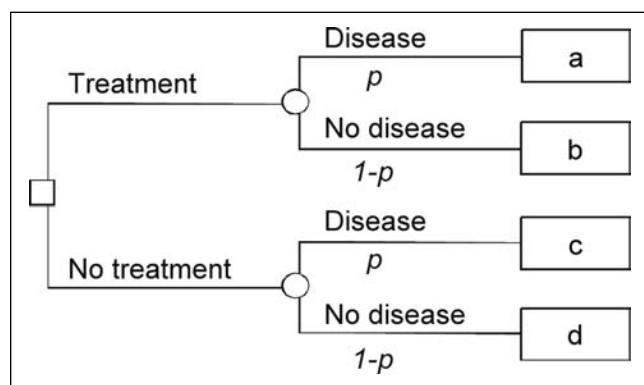 Disease
a
Treatment
p
No disease
b
1-p
Disease
c
No treatment
p
No disease
d
1-p